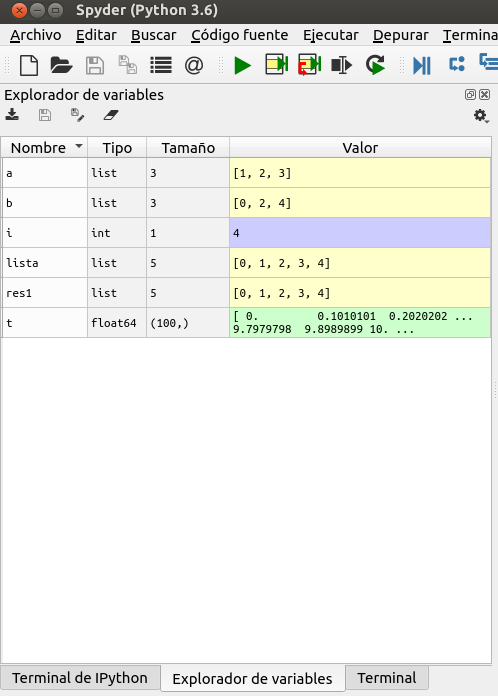 Spyder (Python 3.6)
Archivo Editar Buscar Código fuente Ejecutar Depurar Termina
Explorador de variables
Nombre Tipo Tamaño Valor
a list 3 [1, 2, 3]
b list 3 [0, 2, 4]
i int 1 4
lista list 5 [0, 1, 2, 3, 4]
res1 list 5 [0, 1, 2, 3, 4]
t float64 (100,) [ 0. 0.1010101 0.2020202 ...
9.7979798 9.8989899 10. ...
Terminal de IPython Explorador de variables Terminal